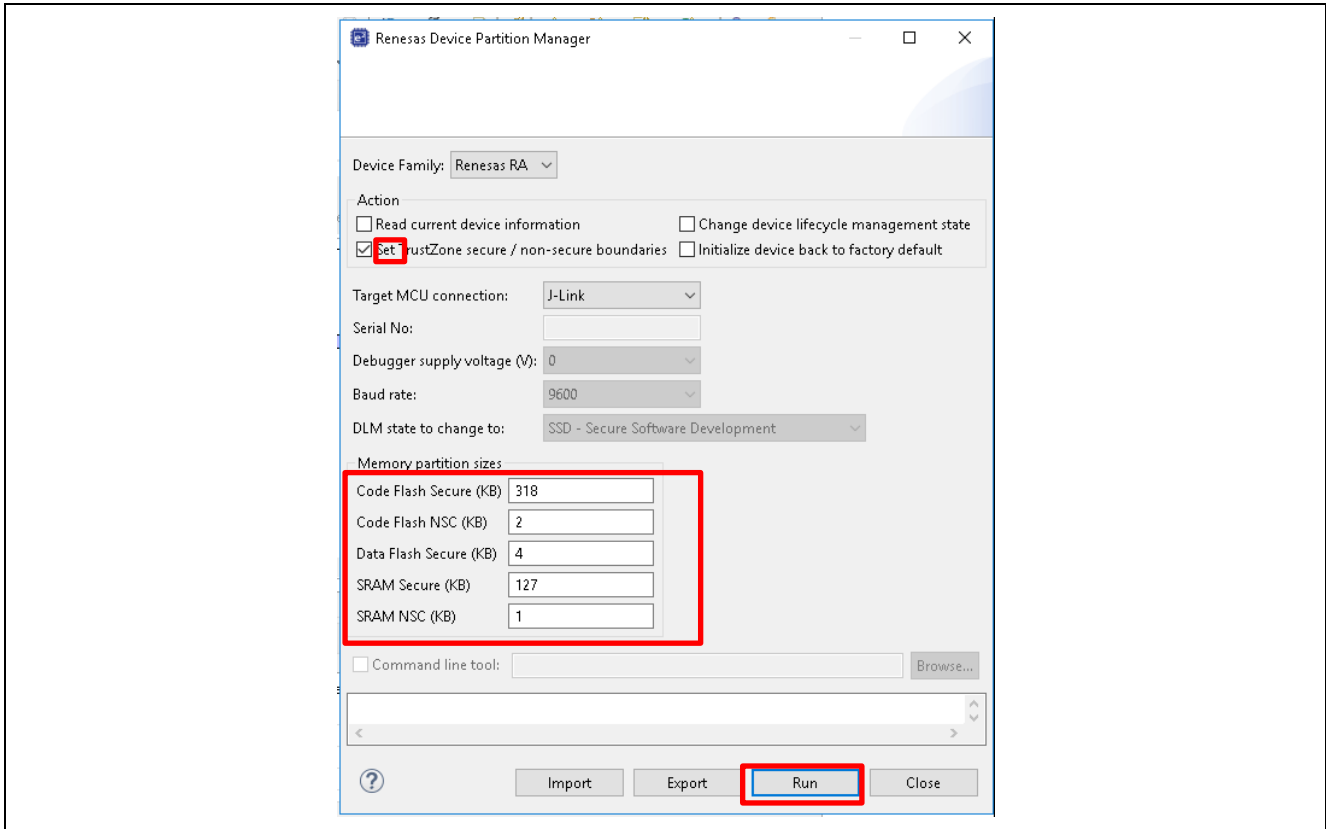 Renesas Device Partition Manager
Device Family: Renesas RA
Action
Read current device information Change device lifecycle management state
Set TrustZone secure / non-secure boundaries Initialize device back to factory default
Target MCU connection: J-Link
Serial No:
Debugger supply voltage (V): 0
Baud rate: 9600
DLM state to change to: SSD - Secure Software Development
Memory partition sizes
Code Flash Secure (KB) 318
Code Flash NSC (KB) 2
Data Flash Secure (KB) 4
SRAM Secure (KB) 127
SRAM NSC (KB) 1
Command line tool: Browse...
? Import Export Run Close